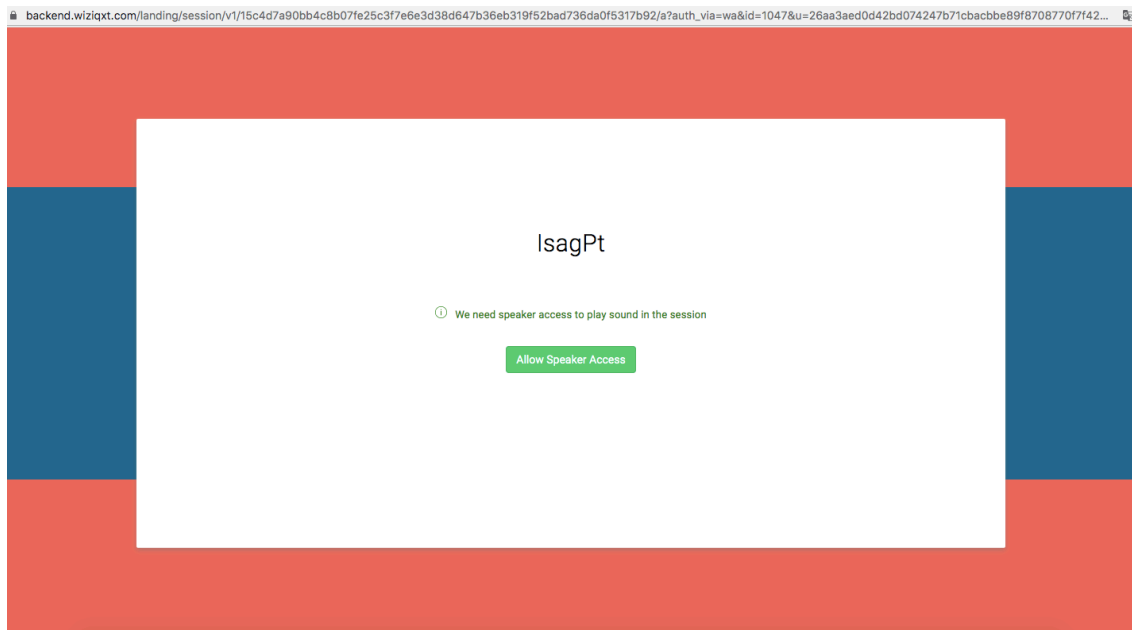 backend.wiziqxt.com/landing/session/v1/15c4d7a90bb4c8b07fe25c3f7e6e3d38d647b36eb319f52bad736da0f5317b92/a?auth_via=wa&id=1047&u=26aa3aed0d42bd074247b71cbacbbe89f8708770f7f42...
IsagPt
We need speaker access to play sound in the session
Allow Speaker Access